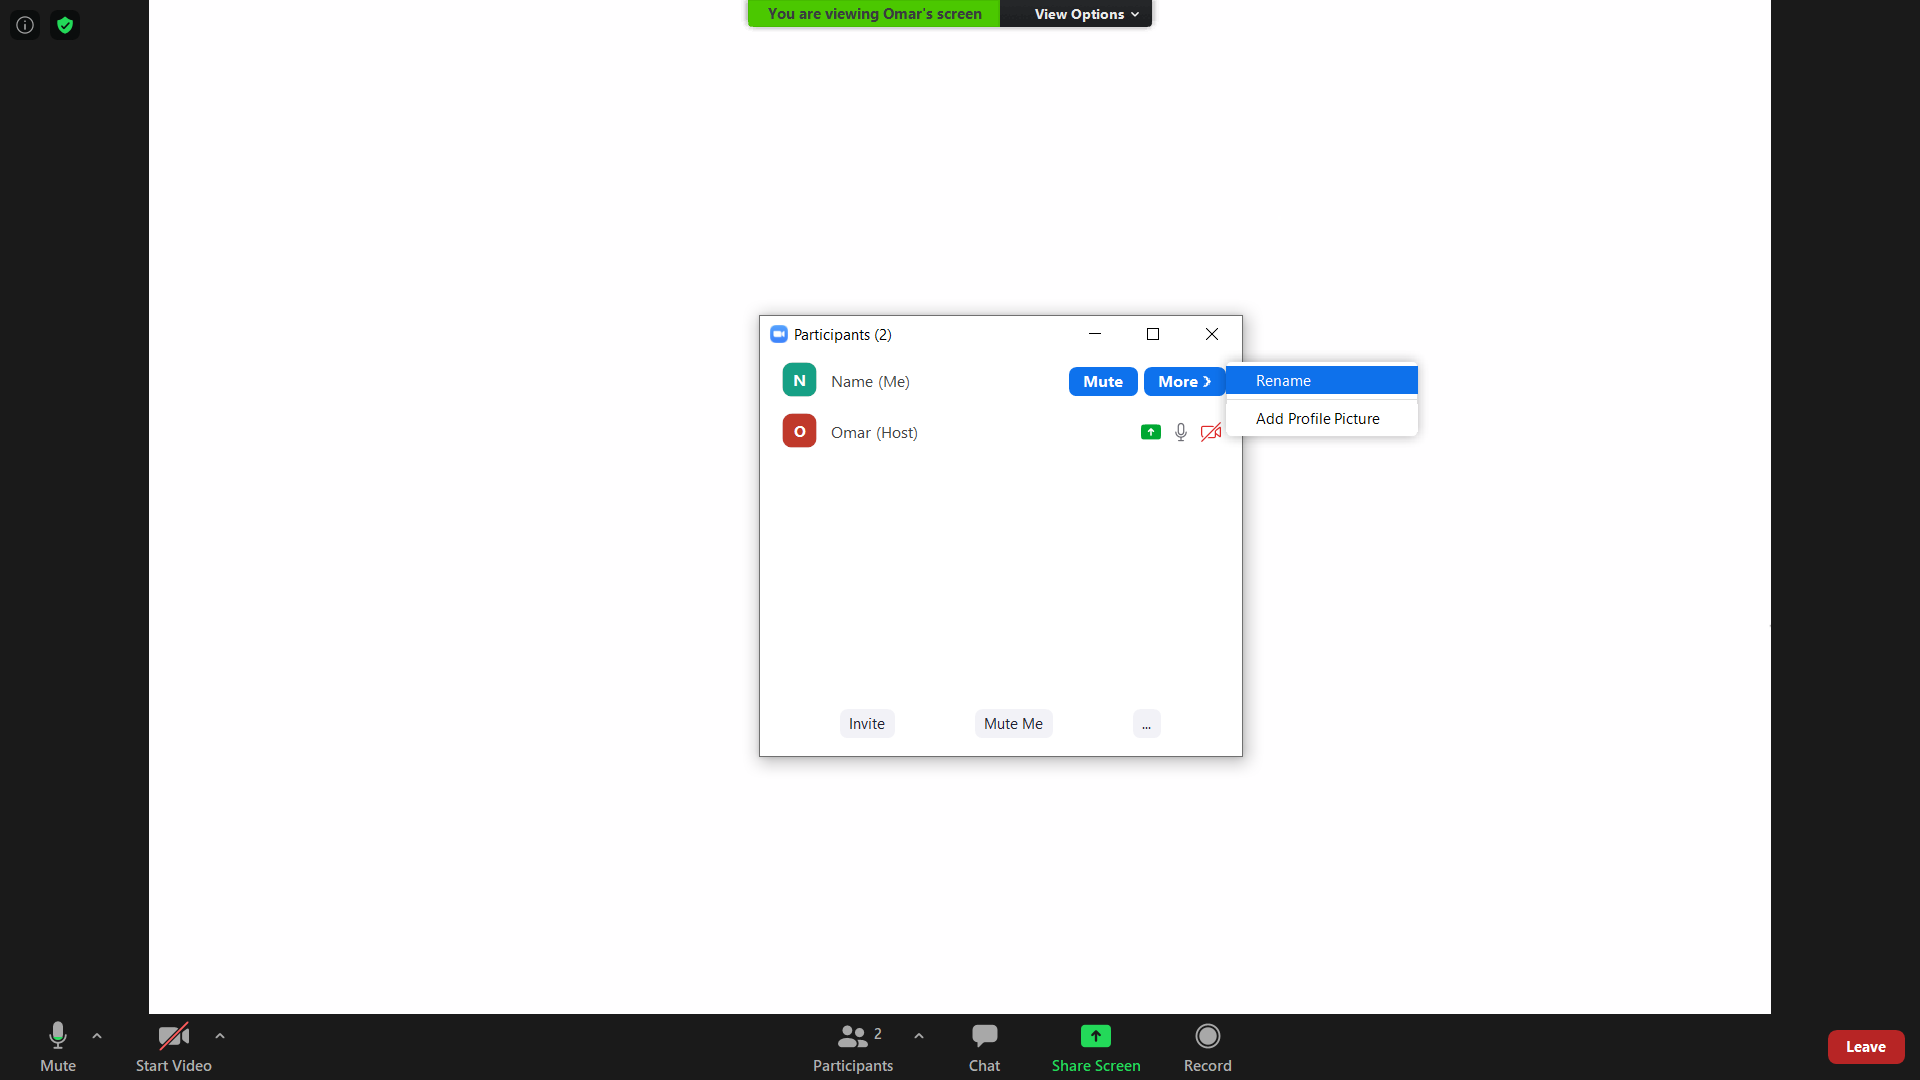 You are viewing Omar's screen
View Options
Participants (2)
N
Name (Me)
Mute
More
Rename
Add Profile Picture
O
Omar (Host)
Invite
Mute Me
...
Mute
Start Video
2
Participants
Chat
Share Screen
Record
Leave